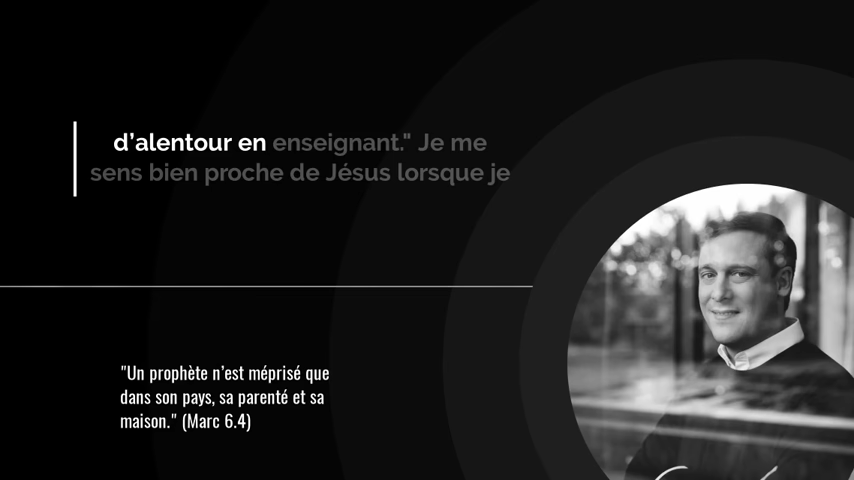 d’alentour en enseignant." Je me
sens bien proche de Jésus lorsque je
"Un prophète n’est méprisé que
dans son pays, sa parenté et sa
maison." (Marc 6.4)